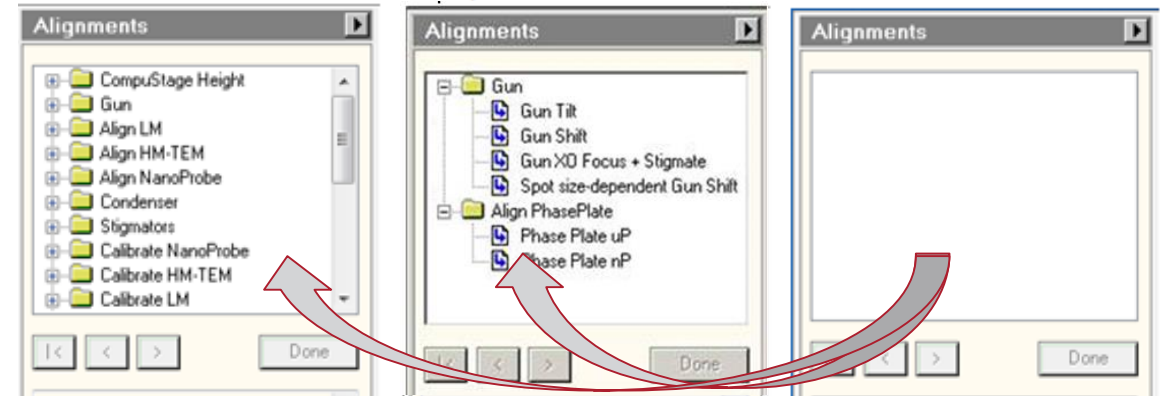 Alignments
CompuStage Height
Gun
Align LM
Align HM-TEM
Align NanoProbe
Condenser
Stigmators
Calibrate NanoProbe
Calibrate HM-TEM
Calibrate LM
|< < > Done
Alignments
Gun
Gun Tilt
Gun Shift
Gun XO Focus + Stigmate
Spot size-dependent Gun Shift
Align PhasePlate
Phase Plate uP
Phase Plate nP
|< < > Done
Alignments
< > Done